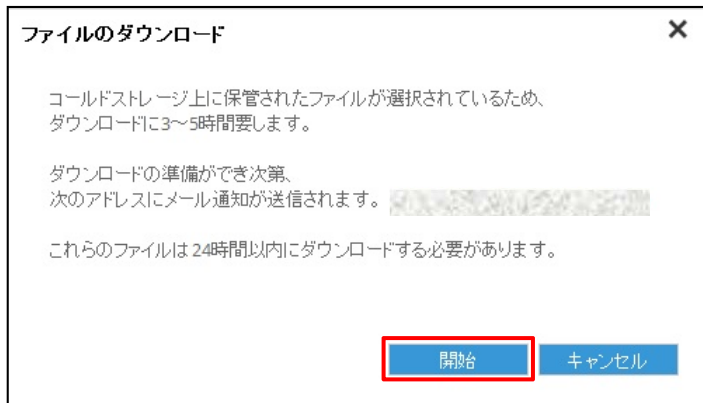 ファイルのダウンロード
コールドストレージ上に保管されたファイルが選択されているため、
ダウンロードに3～5時間要します。
ダウンロードの準備ができ次第、
次のアドレスにメール通知が送信されます。
これらのファイルは24時間以内にダウンロードする必要があります。
開始
キャンセル